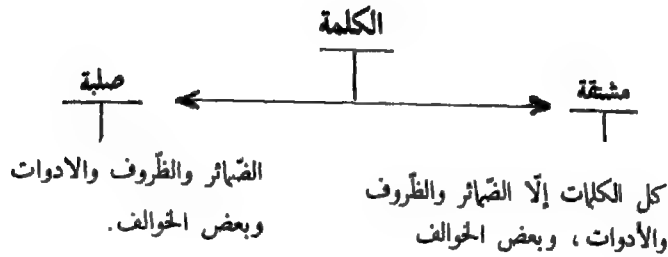 الكلمة
مشتقة
صلبة
كل الكلمات إلّا الضّمائر والظّروف
والأدوات ، وبعض الخوالف
الضّمائر والظّروف والادوات
وبعض الخوالف.